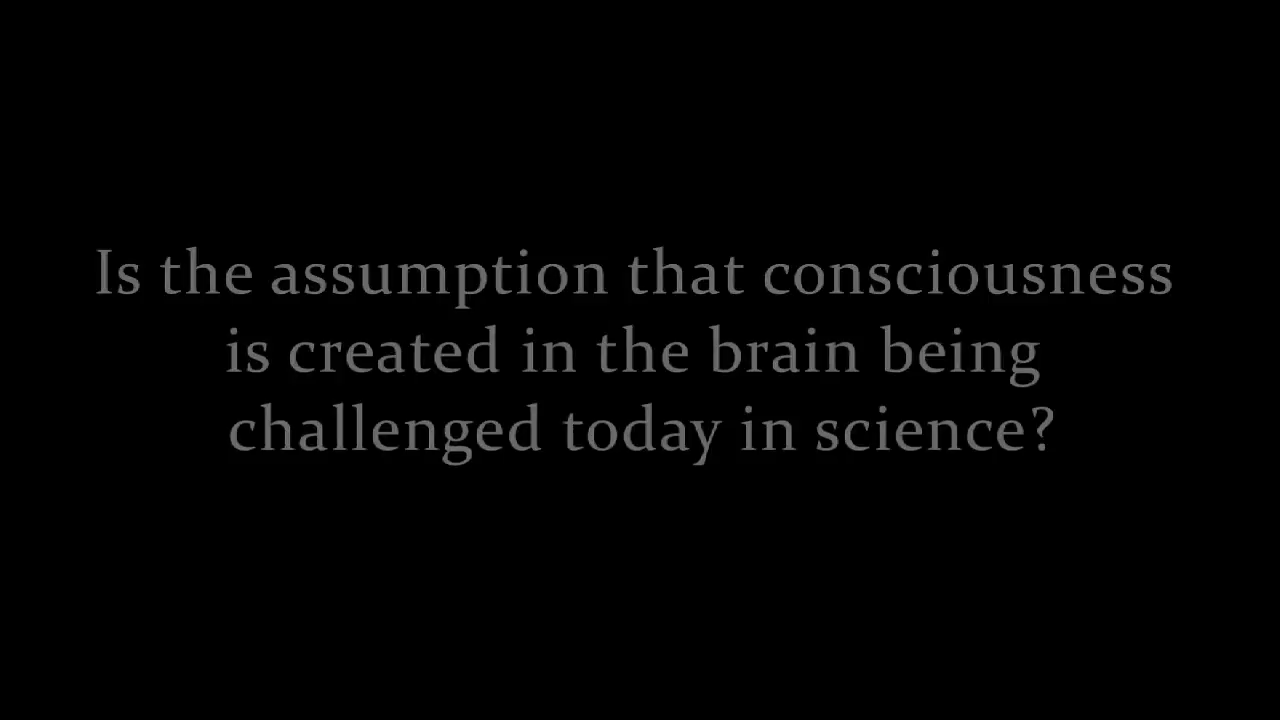 Is the assumption that consciousness
is created in the brain being
challenged today in science?